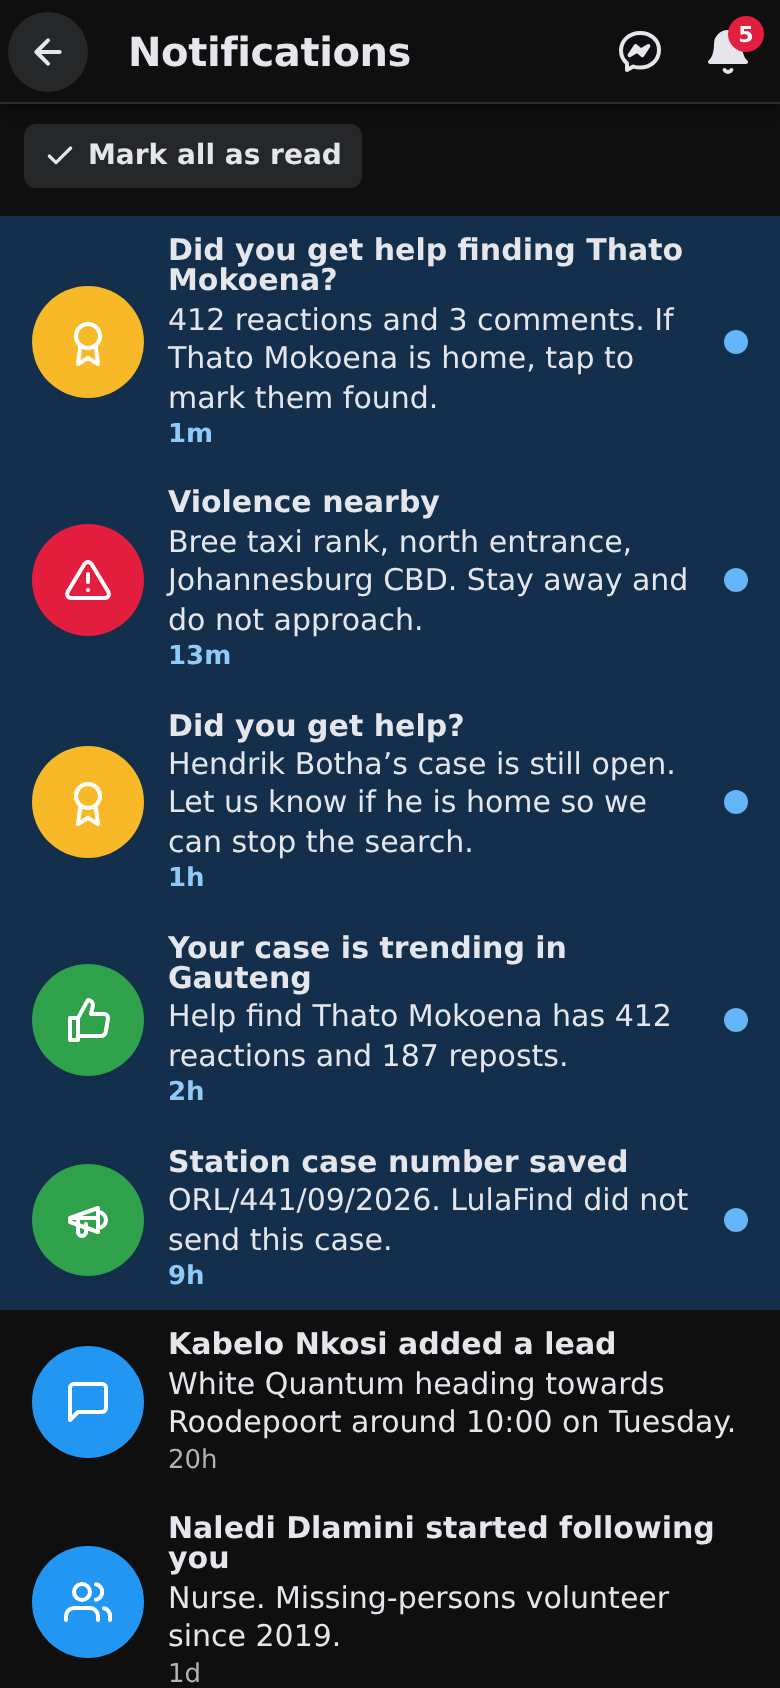 Notifications
5
Mark all as read
Did you get help finding Thato
Mokoena?
412 reactions and 3 comments. If
Thato Mokoena is home, tap to
mark them found.
1m
Violence nearby
Bree taxi rank, north entrance,
Johannesburg CBD. Stay away and
do not approach.
13m
Did you get help?
Hendrik Botha’s case is still open.
Let us know if he is home so we
can stop the search.
1h
Your case is trending in
Gauteng
Help find Thato Mokoena has 412
reactions and 187 reposts.
2h
Station case number saved
ORL/441/09/2026. LulaFind did not
send this case.
9h
Kabelo Nkosi added a lead
White Quantum heading towards
Roodepoort around 10:00 on Tuesday.
20h
Naledi Dlamini started following
you
Nurse. Missing-persons volunteer
since 2019.
1d